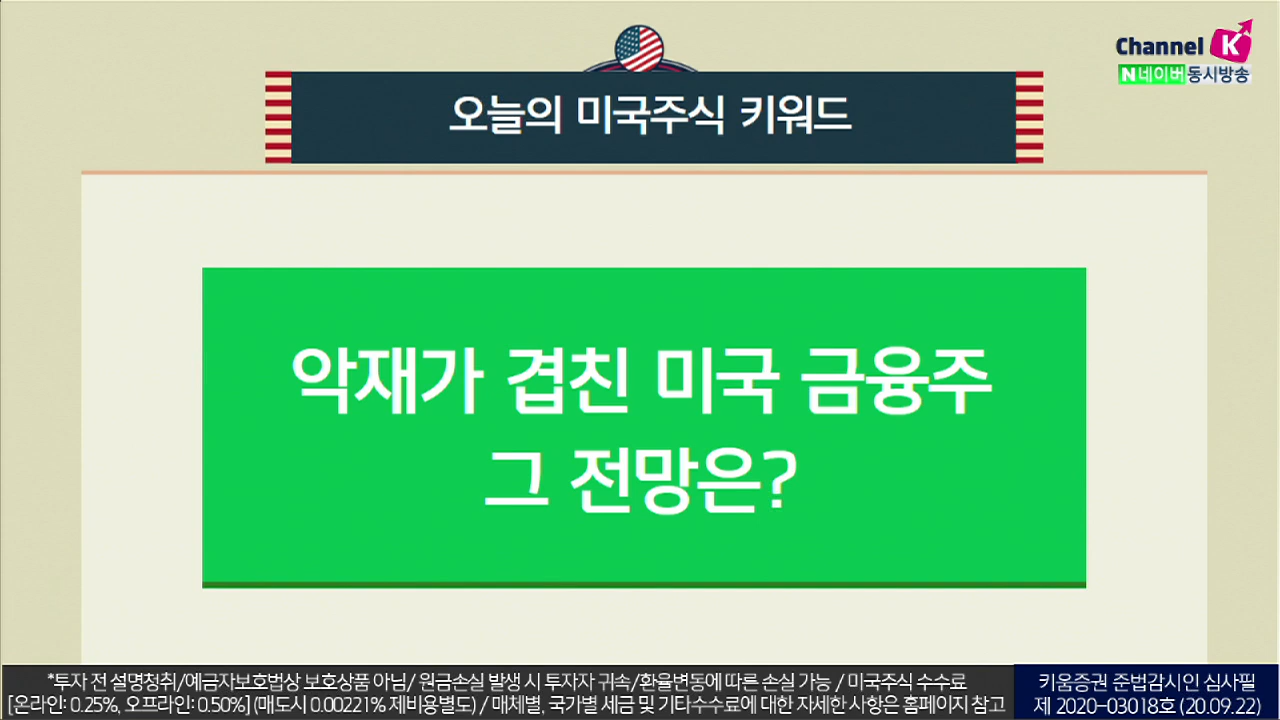 Channel K
N네이버 동시방송
오늘의 미국주식 키워드
악재가 겹친 미국 금융주
그 전망은?
*투자 전 설명청취/예금자보호법상 보호상품 아님/ 원금손실 발생 시 투자자 귀속/환율변동에 따른 손실 가능 / 미국주식 수수료
[온라인: 0.25%, 오프라인: 0.50%] (매도시 0.00221% 제비용별도) / 매체별, 국가별 세금 및 기타수수료에 대한 자세한 사항은 홈페이지 참고
키움증권 준법감시인 심사필
제 2020-03018호 (20.09.22)